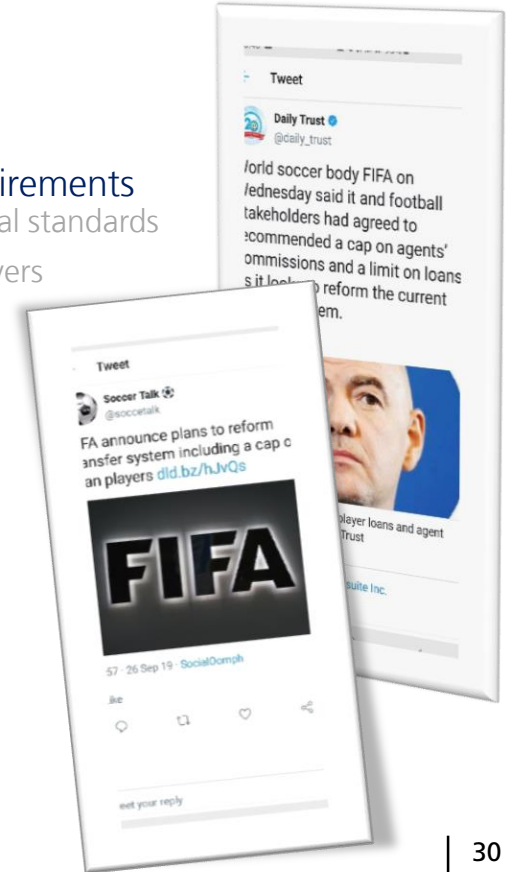 irements
al standards
yers
Tweet
Daily Trust
@daily_trust
orld soccer body FIFA on
ednesday said it and football
takeholders had agreed to
ecommended a cap on agents'
ommissions and a limit on loans
s it to reform the current
em.
player loans and agent
Trust
suite Inc.
Tweet
Soccer Talk ⚽
@soccetalk
FA announce plans to reform
ansfer system including a cap o
an players dld.bz/hJvQs
FIFA
57 · 26 Sep 19 · SocialOomph
ike
eet your reply
| 30